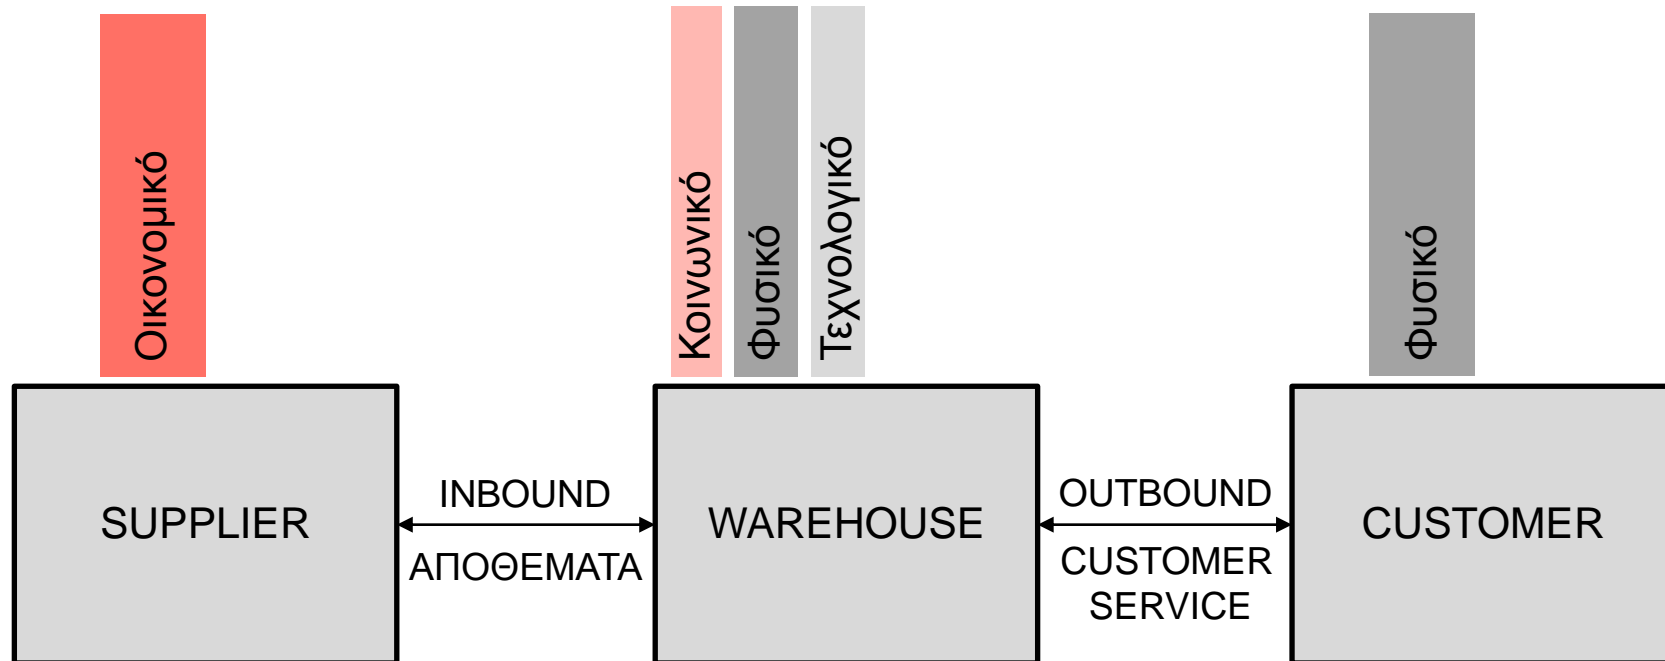 Οικονομικό
Κοινωνικό
Φυσικό
Τεχνολογικό
Φυσικό
SUPPLIER
INBOUND
ΑΠΟΘΕΜΑΤΑ
WAREHOUSE
OUTBOUND
CUSTOMER
SERVICE
CUSTOMER